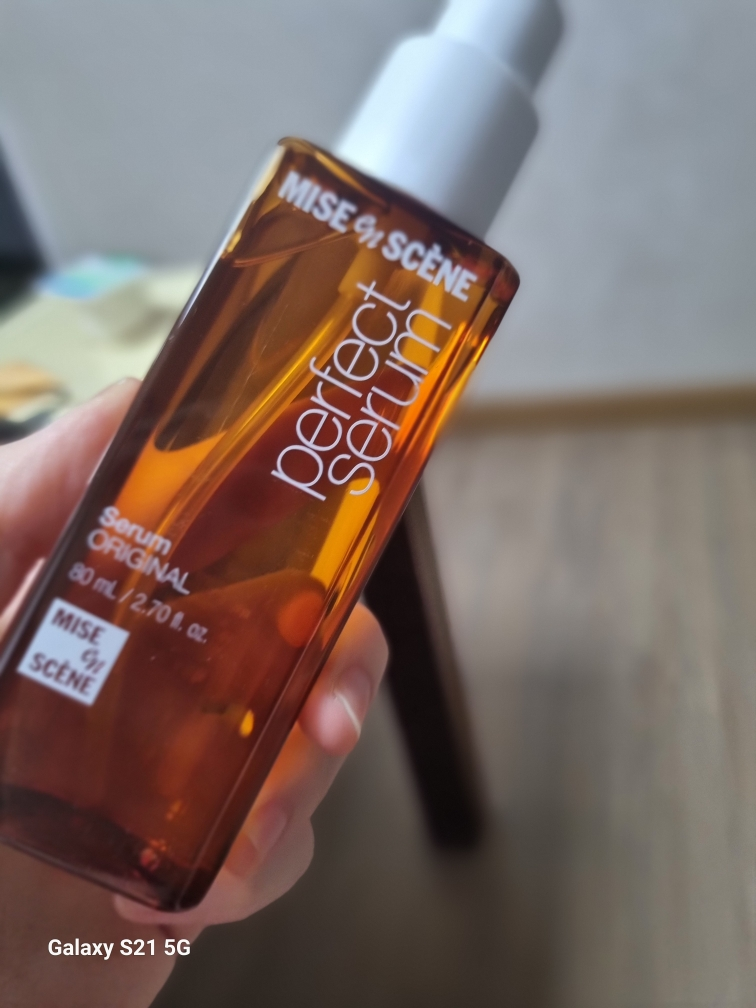 MISE en SCÈNE
perfect
serum
Serum
ORIGINAL
80 mL / 2.70 fl. oz.
MISE
en
SCÈNE
Galaxy S21 5G